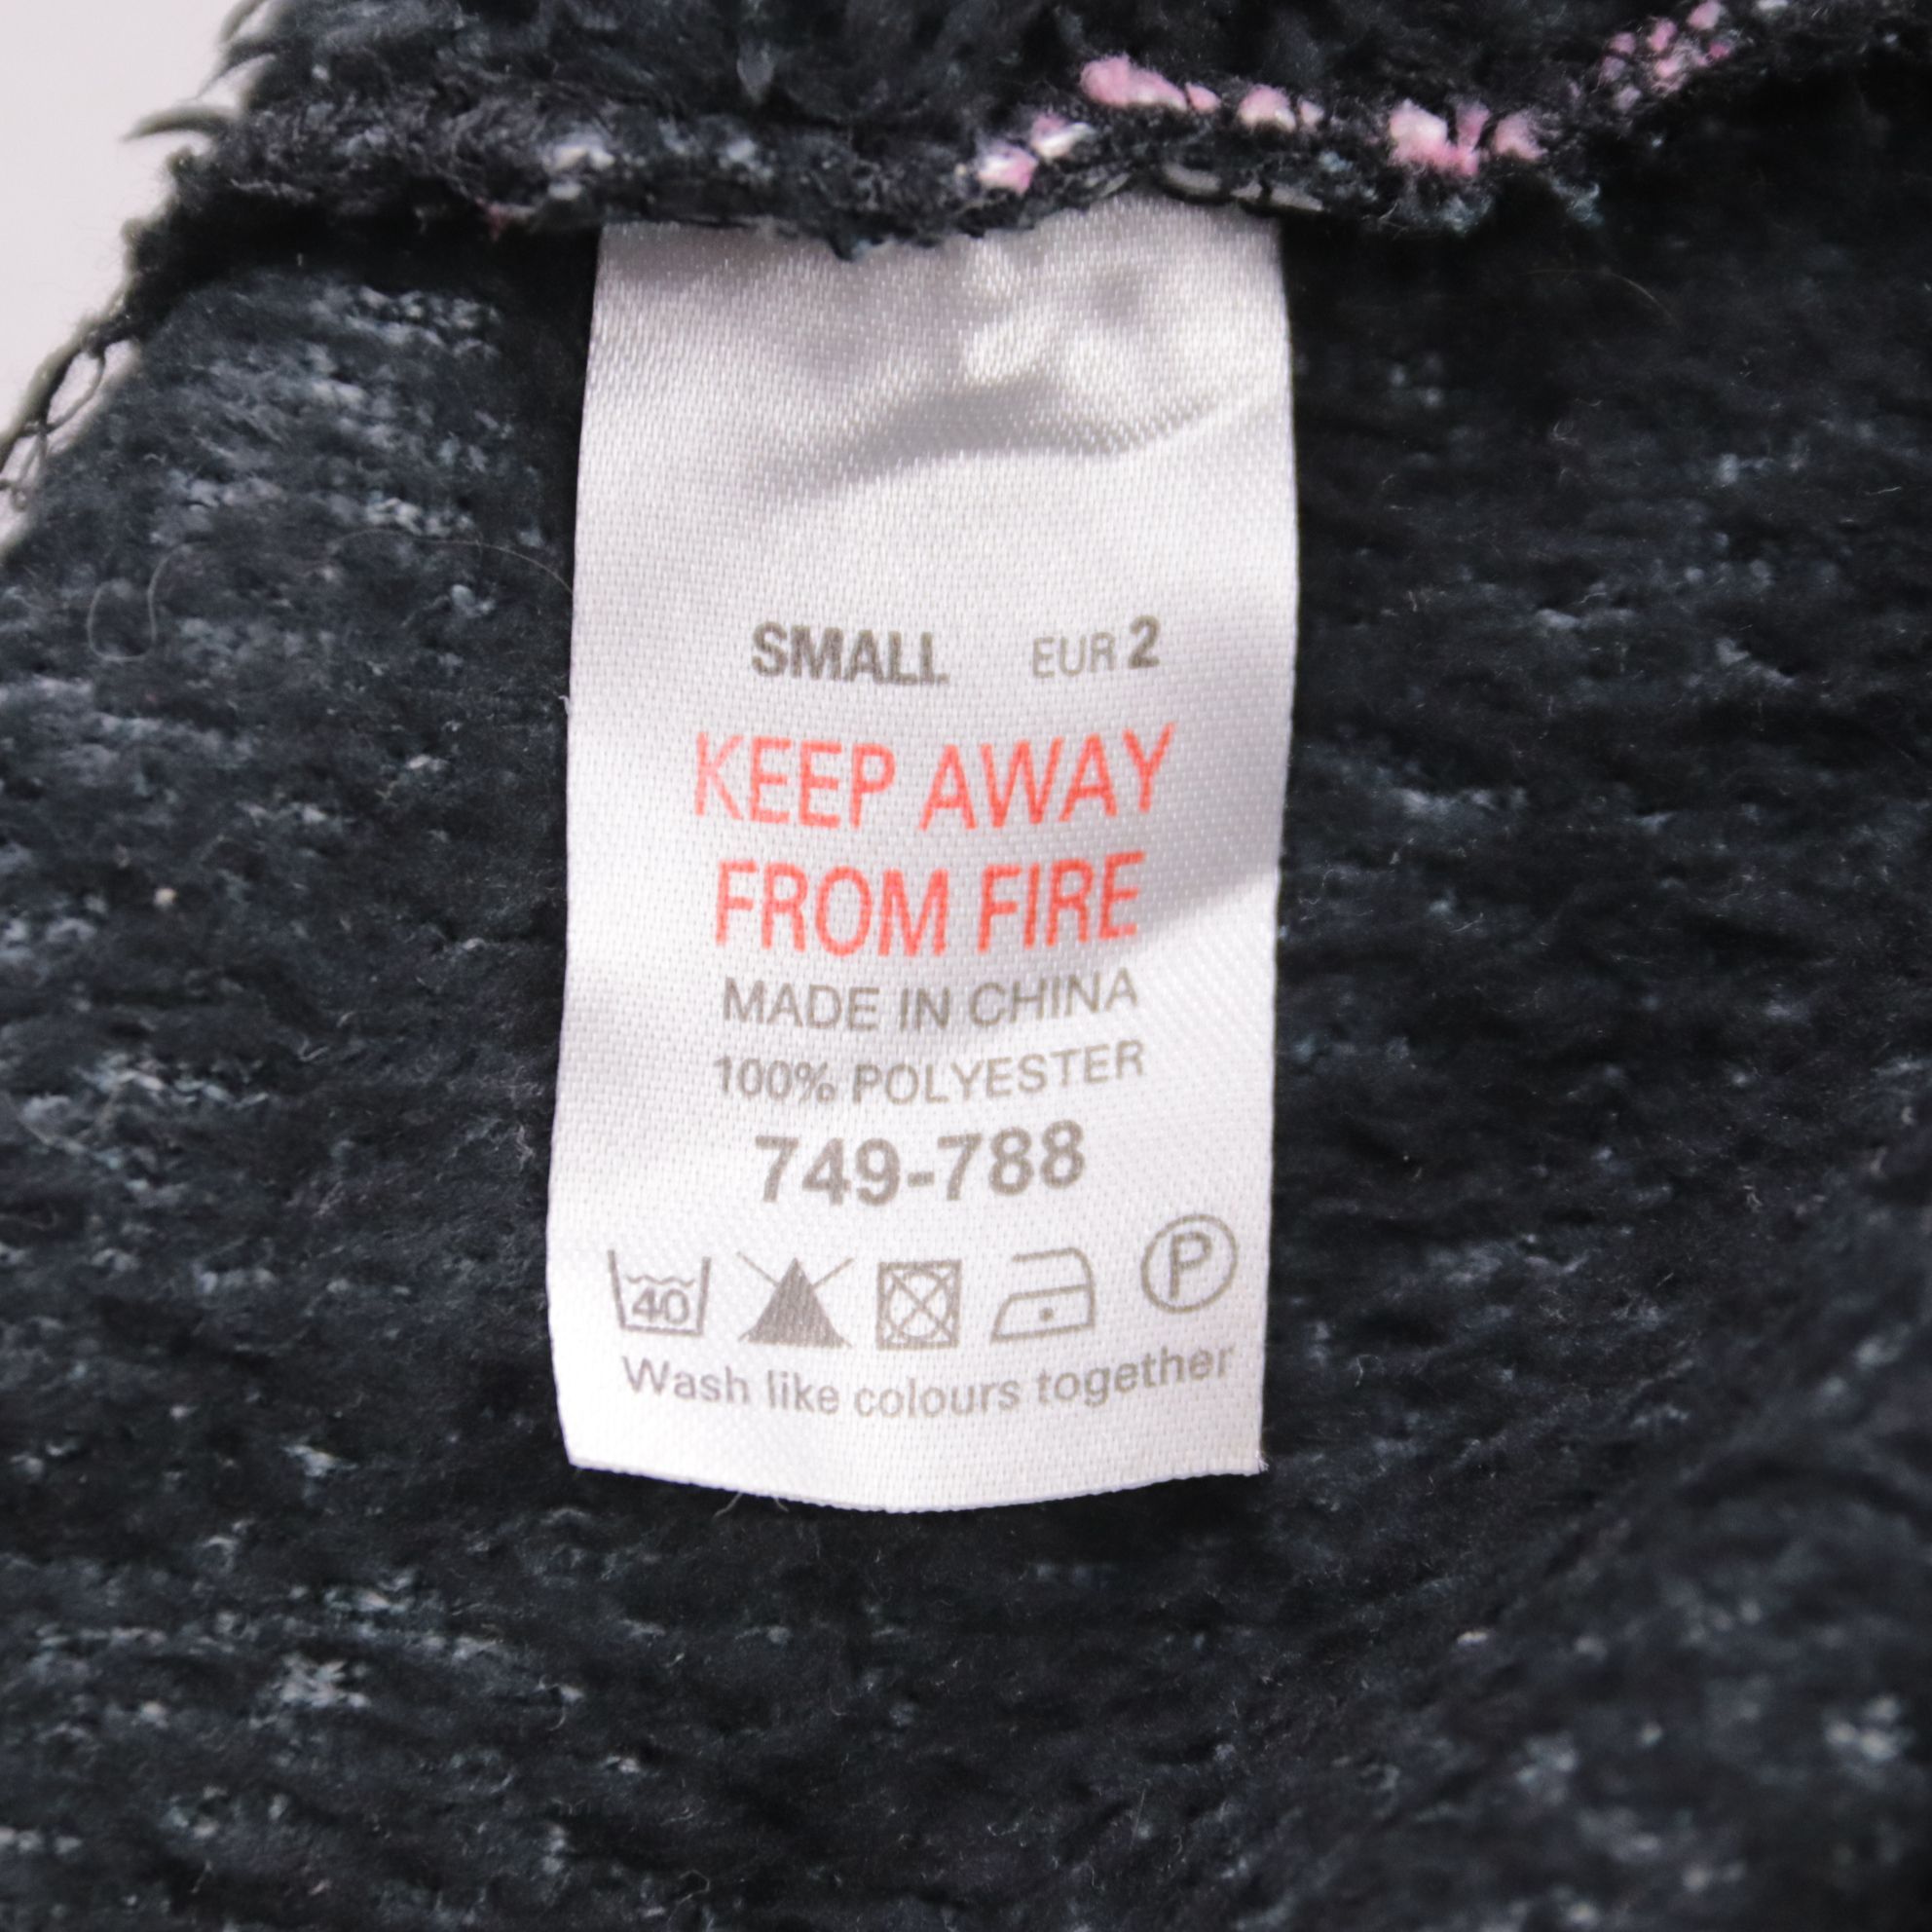 SMALL EUR 2
KEEP AWAY
FROM FIRE
MADE IN CHINA
100% POLYESTER
749-788
40 P
Wash like colours together